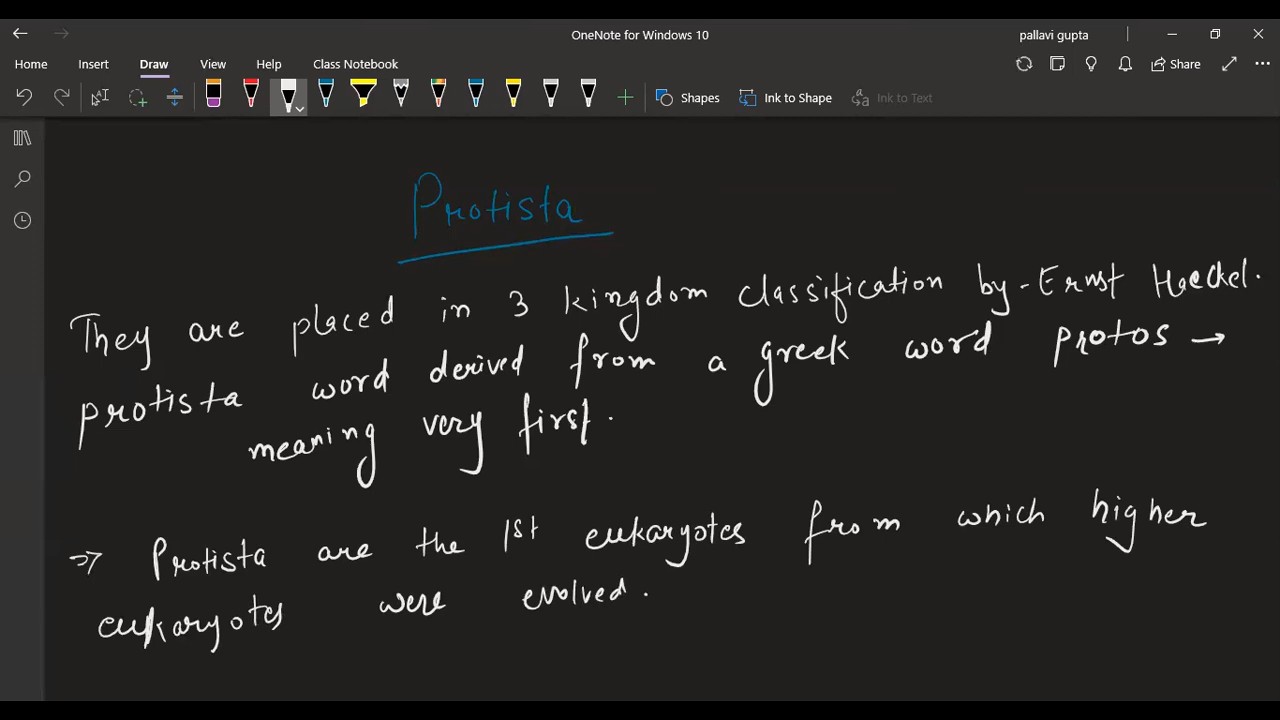 OneNote for Windows 10
pallavi gupta
Home Insert Draw View Help Class Notebook
Share
Shapes Ink to Shape Ink to Text
Protista
They are placed in 3 kingdom classification by - Ernst Haeckel.
protista word derived from a greek word protos →
meaning very first.
⇒ Protista are the 1st eukaryotes from which higher
eukaryotes were evolved.